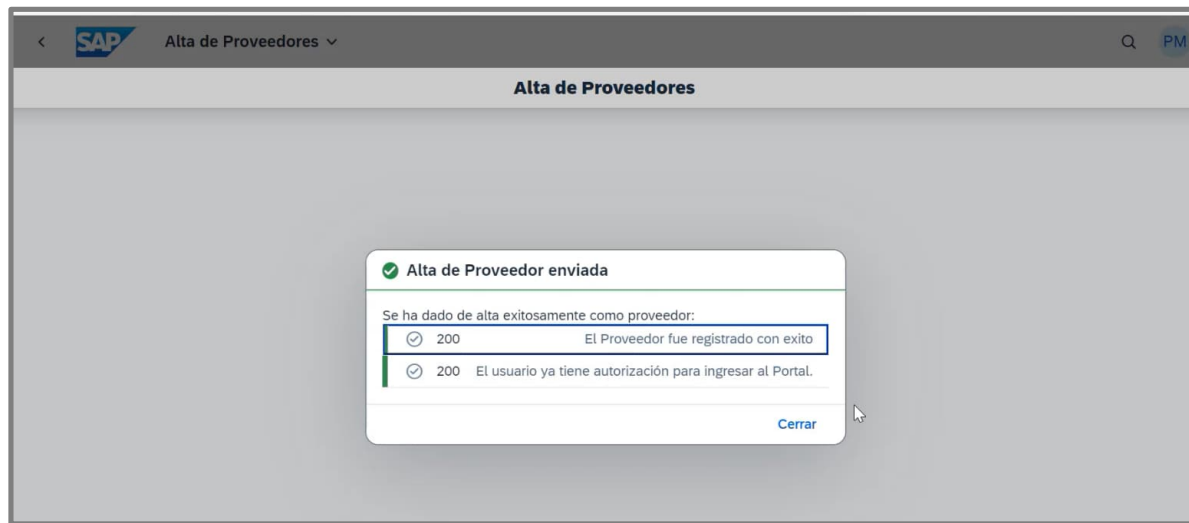 SAP Alta de Proveedores PM
Alta de Proveedores
Alta de Proveedor enviada
Se ha dado de alta exitosamente como proveedor:
200 El Proveedor fue registrado con exito
200 El usuario ya tiene autorización para ingresar al Portal.
Cerrar